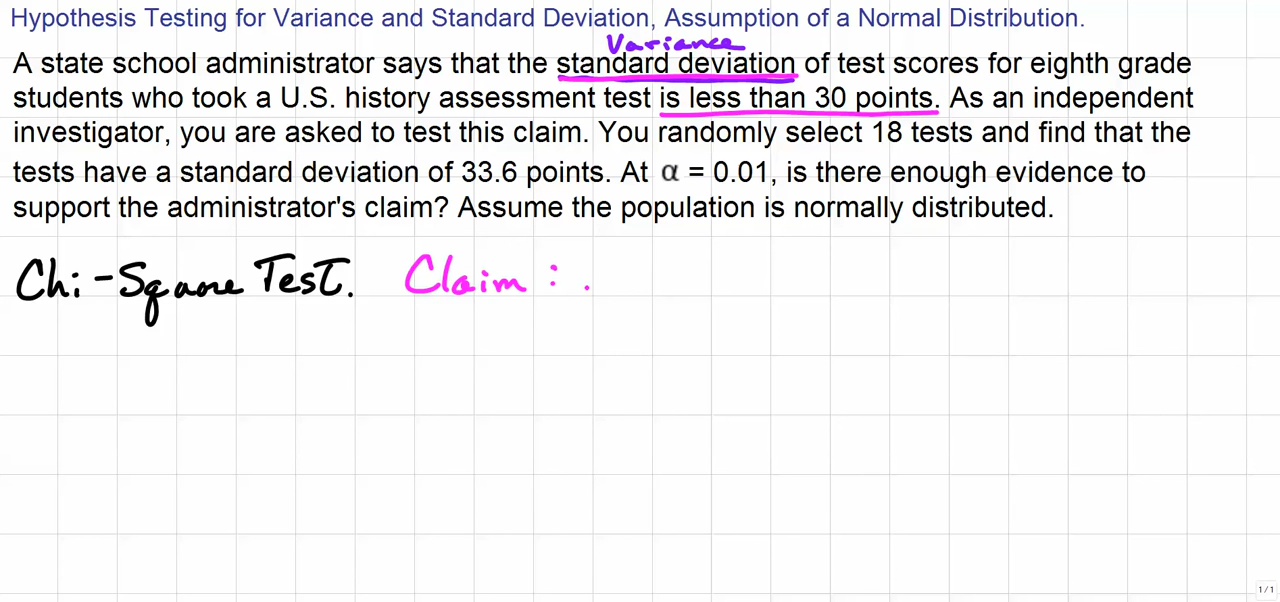 Hypothesis Testing for Variance and Standard Deviation, Assumption of a Normal Distribution.
Variance
A state school administrator says that the standard deviation of test scores for eighth grade
students who took a U.S. history assessment test is less than 30 points. As an independent
investigator, you are asked to test this claim. You randomly select 18 tests and find that the
tests have a standard deviation of 33.6 points. At α = 0.01, is there enough evidence to
support the administrator's claim? Assume the population is normally distributed.
Chi-Square Test. Claim : .
1/1